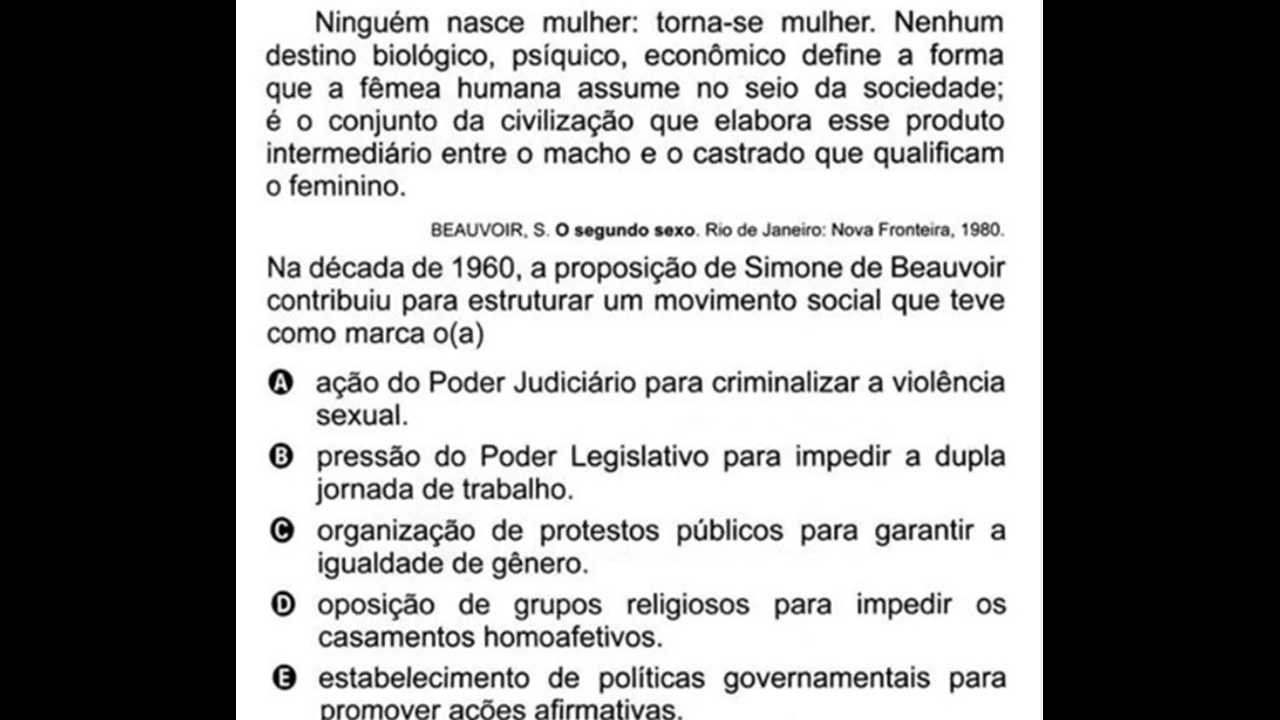 Ninguém nasce mulher: torna-se mulher. Nenhum
destino biológico, psíquico, econômico define a forma
que a fêmea humana assume no seio da sociedade;
é o conjunto da civilização que elabora esse produto
intermediário entre o macho e o castrado que qualificam
o feminino.
BEAUVOIR, S. O segundo sexo. Rio de Janeiro: Nova Fronteira, 1980.
Na década de 1960, a proposição de Simone de Beauvoir
contribuiu para estruturar um movimento social que teve
como marca o(a)
A ação do Poder Judiciário para criminalizar a violência
sexual.
B pressão do Poder Legislativo para impedir a dupla
jornada de trabalho.
C organização de protestos públicos para garantir a
igualdade de gênero.
D oposição de grupos religiosos para impedir os
casamentos homoafetivos.
E estabelecimento de políticas governamentais para
promover ações afirmativas.